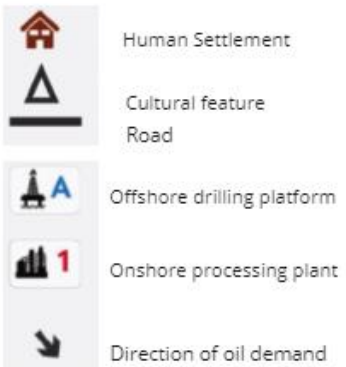 Human Settlement
Cultural feature
Road
A Offshore drilling platform
1 Onshore processing plant
Direction of oil demand